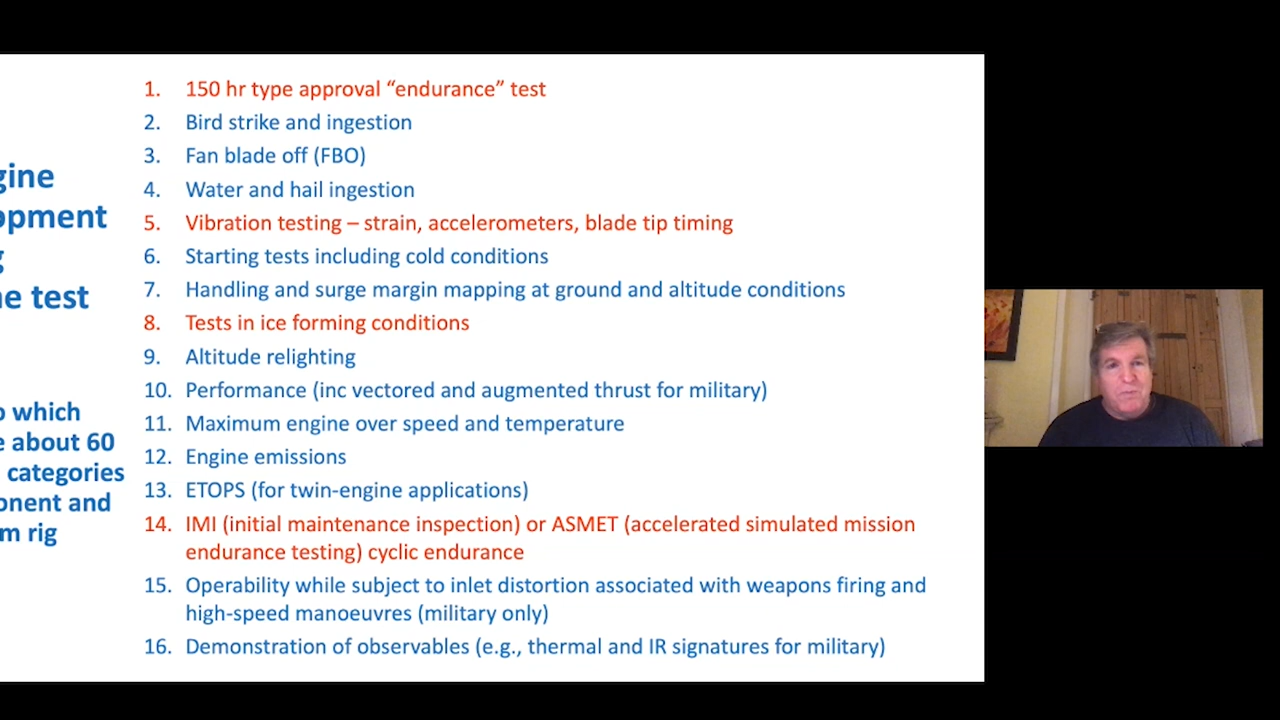 1. 150 hr type approval “endurance” test
2. Bird strike and ingestion
3. Fan blade off (FBO)
4. Water and hail ingestion
5. Vibration testing – strain, accelerometers, blade tip timing
6. Starting tests including cold conditions
7. Handling and surge margin mapping at ground and altitude conditions
8. Tests in ice forming conditions
9. Altitude relighting
10. Performance (inc vectored and augmented thrust for military)
11. Maximum engine over speed and temperature
12. Engine emissions
13. ETOPS (for twin-engine applications)
14. IMI (initial maintenance inspection) or ASMET (accelerated simulated mission
endurance testing) cyclic endurance
15. Operability while subject to inlet distortion associated with weapons firing and
high-speed manoeuvres (military only)
16. Demonstration of observables (e.g., thermal and IR signatures for military)
gine
opment
g
ne test
o which
e about 60
categories
onent and
m rig